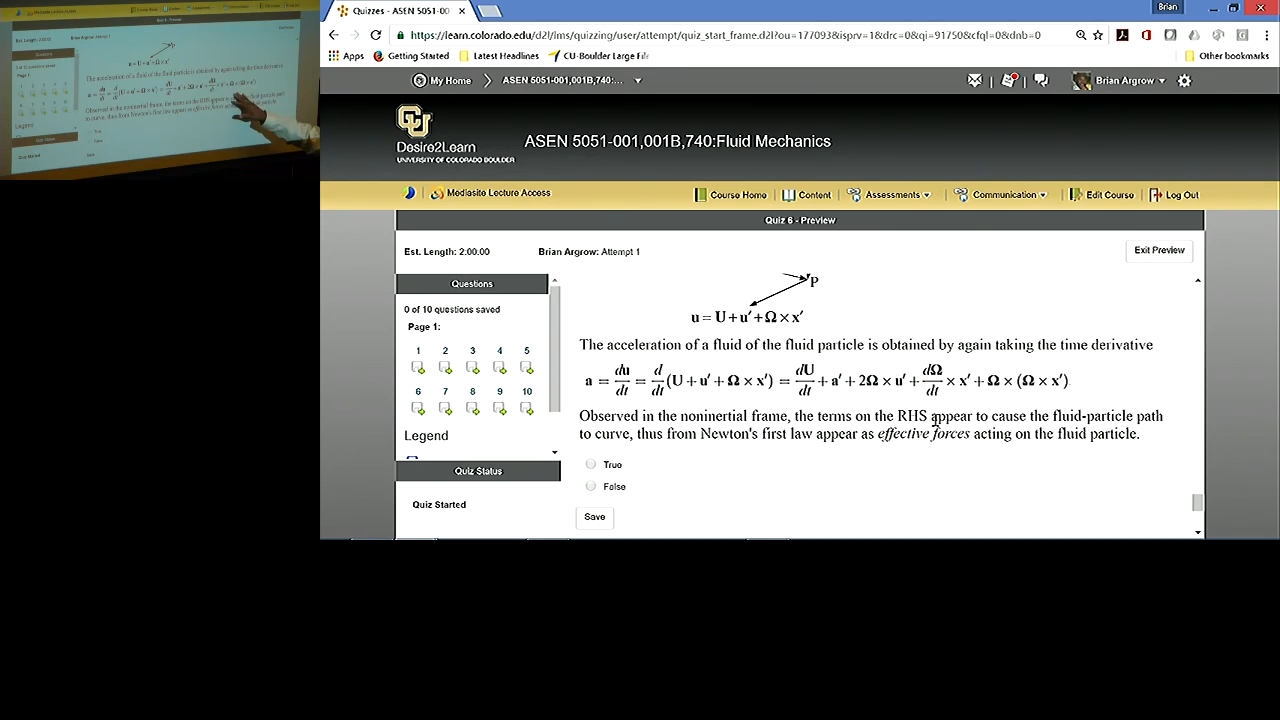 Quizzes - ASEN 5051-001
Brian
https://learn.colorado.edu/d2l/lms/quizzing/user/attempt/quiz_start_frame.d2l?ou=177093&isprv=1&drc=0&qi=91750&cfql=0&dnb=0
Apps
Getting Started
Latest Headlines
CU-Boulder Large Fil
Other bookmarks
My Home
ASEN 5051-001,001B,740:...
Brian Argrow
CU
Desire2Learn
UNIVERSITY OF COLORADO BOULDER
ASEN 5051-001,001B,740:Fluid Mechanics
Mediasite Lecture Access
Course Home
Content
Assessments
Communication
Edit Course
Log Out
Quiz 6 - Preview
Est. Length: 2:00:00
Brian Argrow: Attempt 1
Exit Preview
Questions
0 of 10 questions saved
Page 1:
1 2 3 4 5
6 7 8 9 10
Legend
Quiz Status
Quiz Started
P
u = U + u′ + Ω × x′
The acceleration of a fluid of the fluid particle is obtained by again taking the time derivative
a = du/dt = d/dt (U + u′ + Ω × x′) = dU/dt + a′ + 2Ω × u′ + dΩ/dt × x′ + Ω × (Ω × x′)
Observed in the noninertial frame, the terms on the RHS appear to cause the fluid-particle path
to curve, thus from Newton's first law appear as effective forces acting on the fluid particle.
True
False
Save